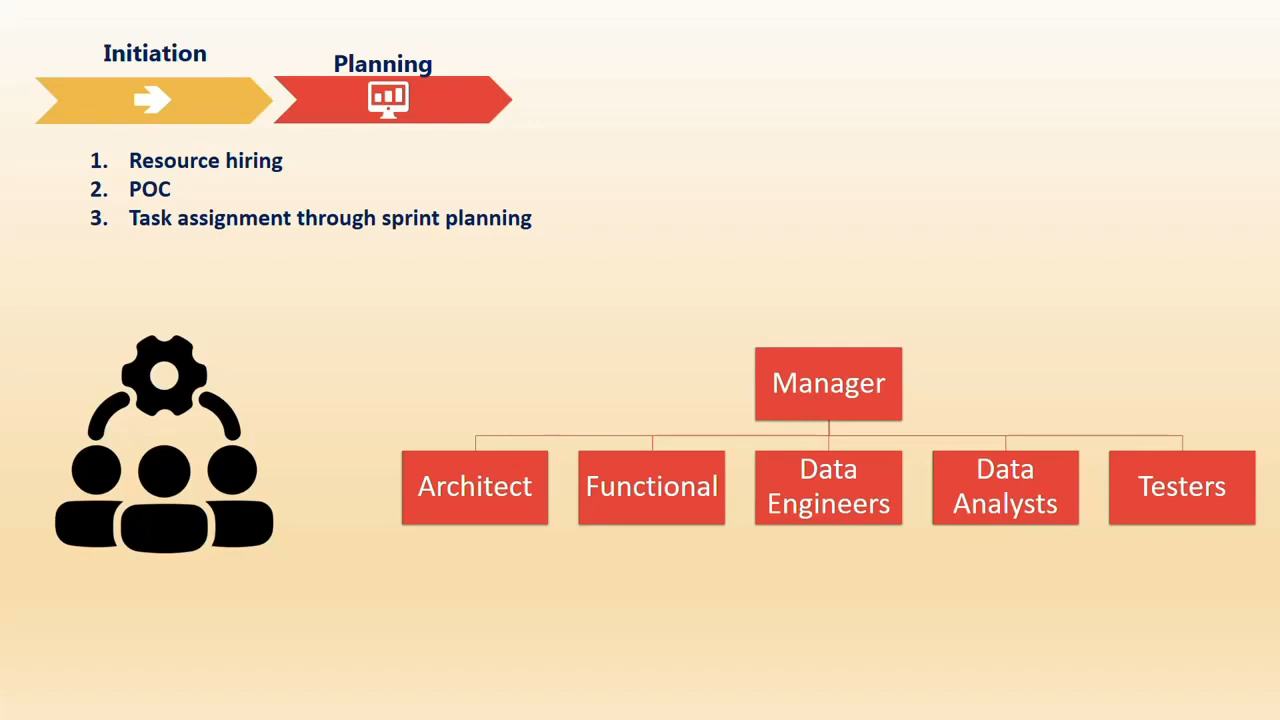 Initiation
Planning
1. Resource hiring
2. POC
3. Task assignment through sprint planning
Manager
Architect
Functional
Data
Engineers
Data
Analysts
Testers